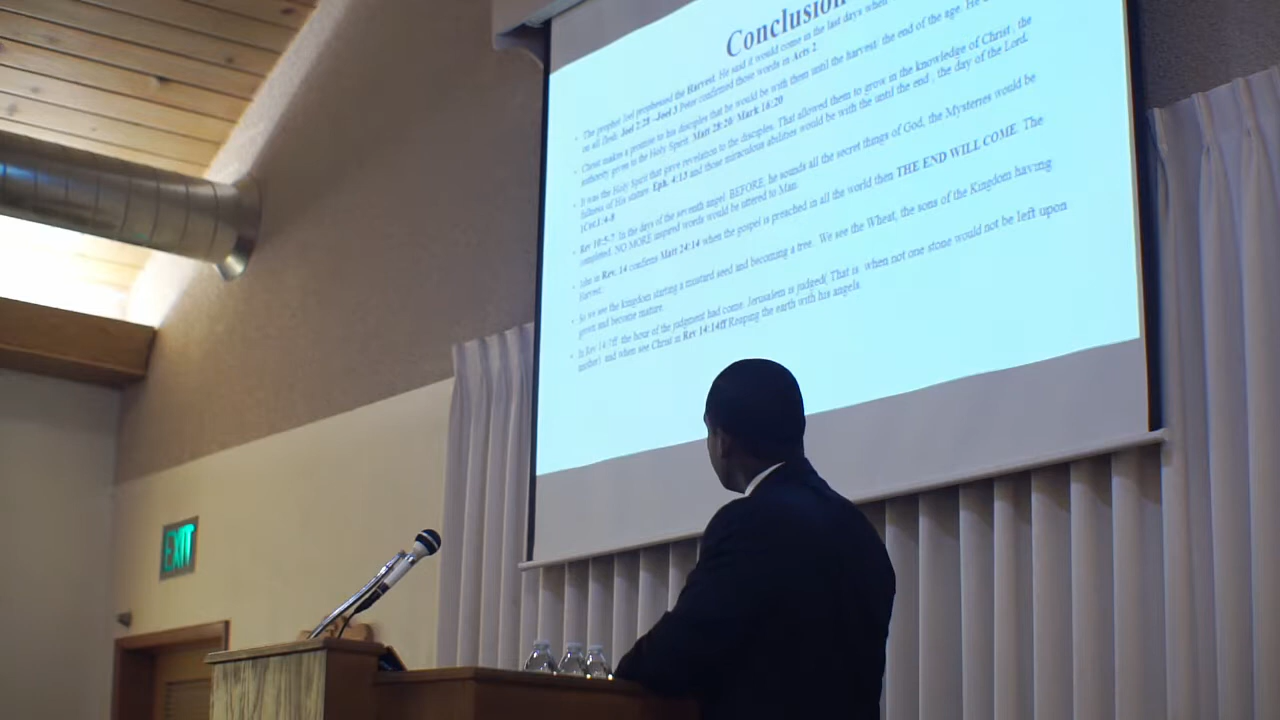 Conclusion
The prophet Joel prophesied the Harvest. He said it would come in the last days when
on all flesh. Joel 2:28 -Joel 3 Peter confirmed those words in Acts 2
Christ makes a promise to his disciples that he would be with them until the harvest/ the end of the age. He
authority given to the Holy Spirit. Matt 28:20 Mark 16:20
It was the Holy Spirit that gave revelation to the disciples. That allowed them to grow in the knowledge of Christ, the
fullness of His stature. Eph. 4:13 and those miraculous abilities would be with the until the end, the day of the Lord.
1Cor.1:4-8
Rev 10:5-7. In the days of the seventh angel, BEFORE, he sounds all the secret things of God, the Mysteries would be
completed. NO MORE inspired words would be uttered to Man.
John in Rev. 14 confirms Matt 24:14 when the gospel is preached in all the world then THE END WILL COME. The
Harvest.
So we see the kingdom starting a mustard seed and becoming a tree. We see the Wheat, the sons of the Kingdom having
grown and become mature.
In Rev 14:7ff the hour of the judgment had come. Jerusalem is judged( That is when not one stone would not be left upon
another) and when see Christ in Rev 14:14ff Reaping the earth with his angels.
EXIT